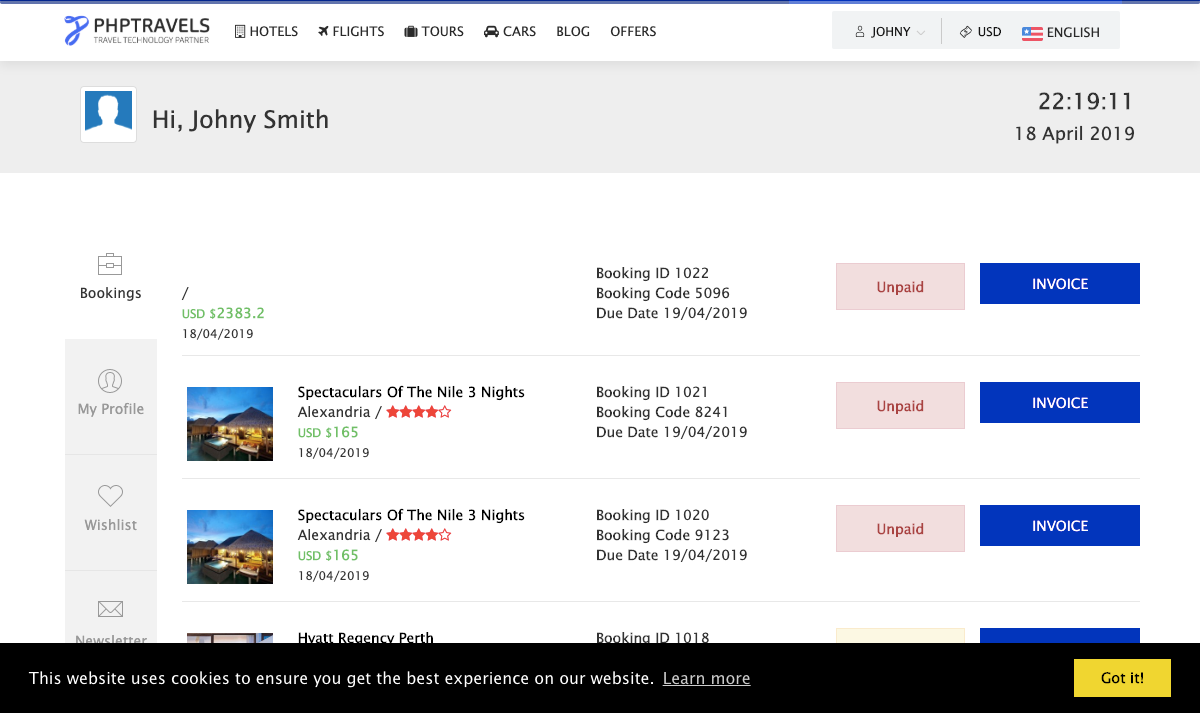 PHPTRAVELS
TRAVEL TECHNOLOGY PARTNER
HOTELS
FLIGHTS
TOURS
CARS
BLOG
OFFERS
JOHNY
USD
ENGLISH
Hi, Johny Smith
22:19:11
18 April 2019
Bookings
My Profile
Wishlist
Newsletter
/
USD $2383.2
18/04/2019
Booking ID 1022
Booking Code 5096
Due Date 19/04/2019
Unpaid
INVOICE
Spectaculars Of The Nile 3 Nights
Alexandria /
USD $165
18/04/2019
Booking ID 1021
Booking Code 8241
Due Date 19/04/2019
Unpaid
INVOICE
Spectaculars Of The Nile 3 Nights
Alexandria /
USD $165
18/04/2019
Booking ID 1020
Booking Code 9123
Due Date 19/04/2019
Unpaid
INVOICE
Hyatt Regency Perth
Booking ID 1018
This website uses cookies to ensure you get the best experience on our website. Learn more
Got it!